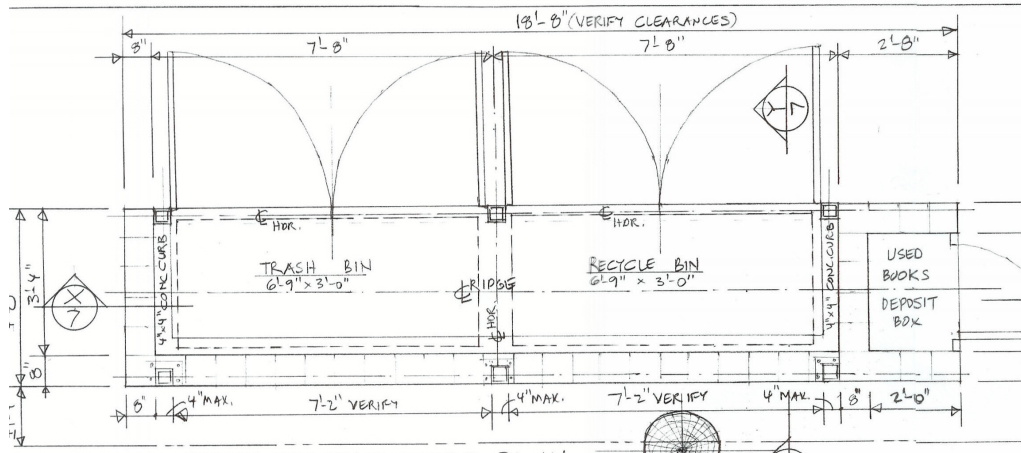 18'-8" (VERIFY CLEARANCES)
8" 7'-8" 7'-8" 2'-8"
Y
7
℄ HDR. ℄ HDR.
4"x4" CONC. CURB
TRASH BIN
6'-9" x 3'-0"
℄ RIDGE
℄ HDR.
RECYCLE BIN
6'-9" x 3'-0"
4"x4" CONC. CURB
USED
BOOKS
DEPOSIT
BOX
3'-4"
X
7
8"
8" 4" MAX. 7'-2" VERIFY 4" MAX. 7'-2" VERIFY 4" MAX. 8" 2'-10"